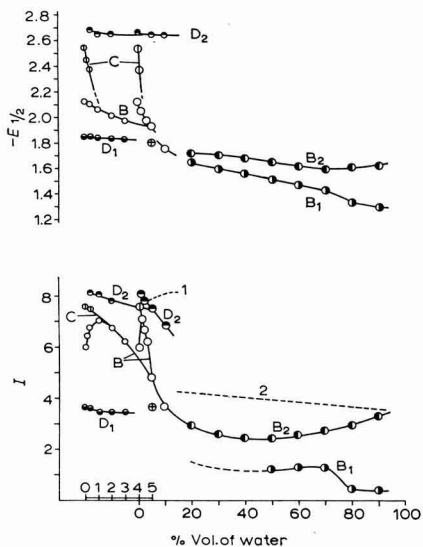 2.8
D₂
2.6
C
2.4
-E 1/2
2.2
B
2.0
D₁
1.8
B₂
1.6
B₁
1.4
1.2
8
D₂
1
C
D₂
6
I
B
2
4
D₁
B₂
2
B₁
0 1 2 3 4 5
0 20 40 60 80 100
% Vol. of water